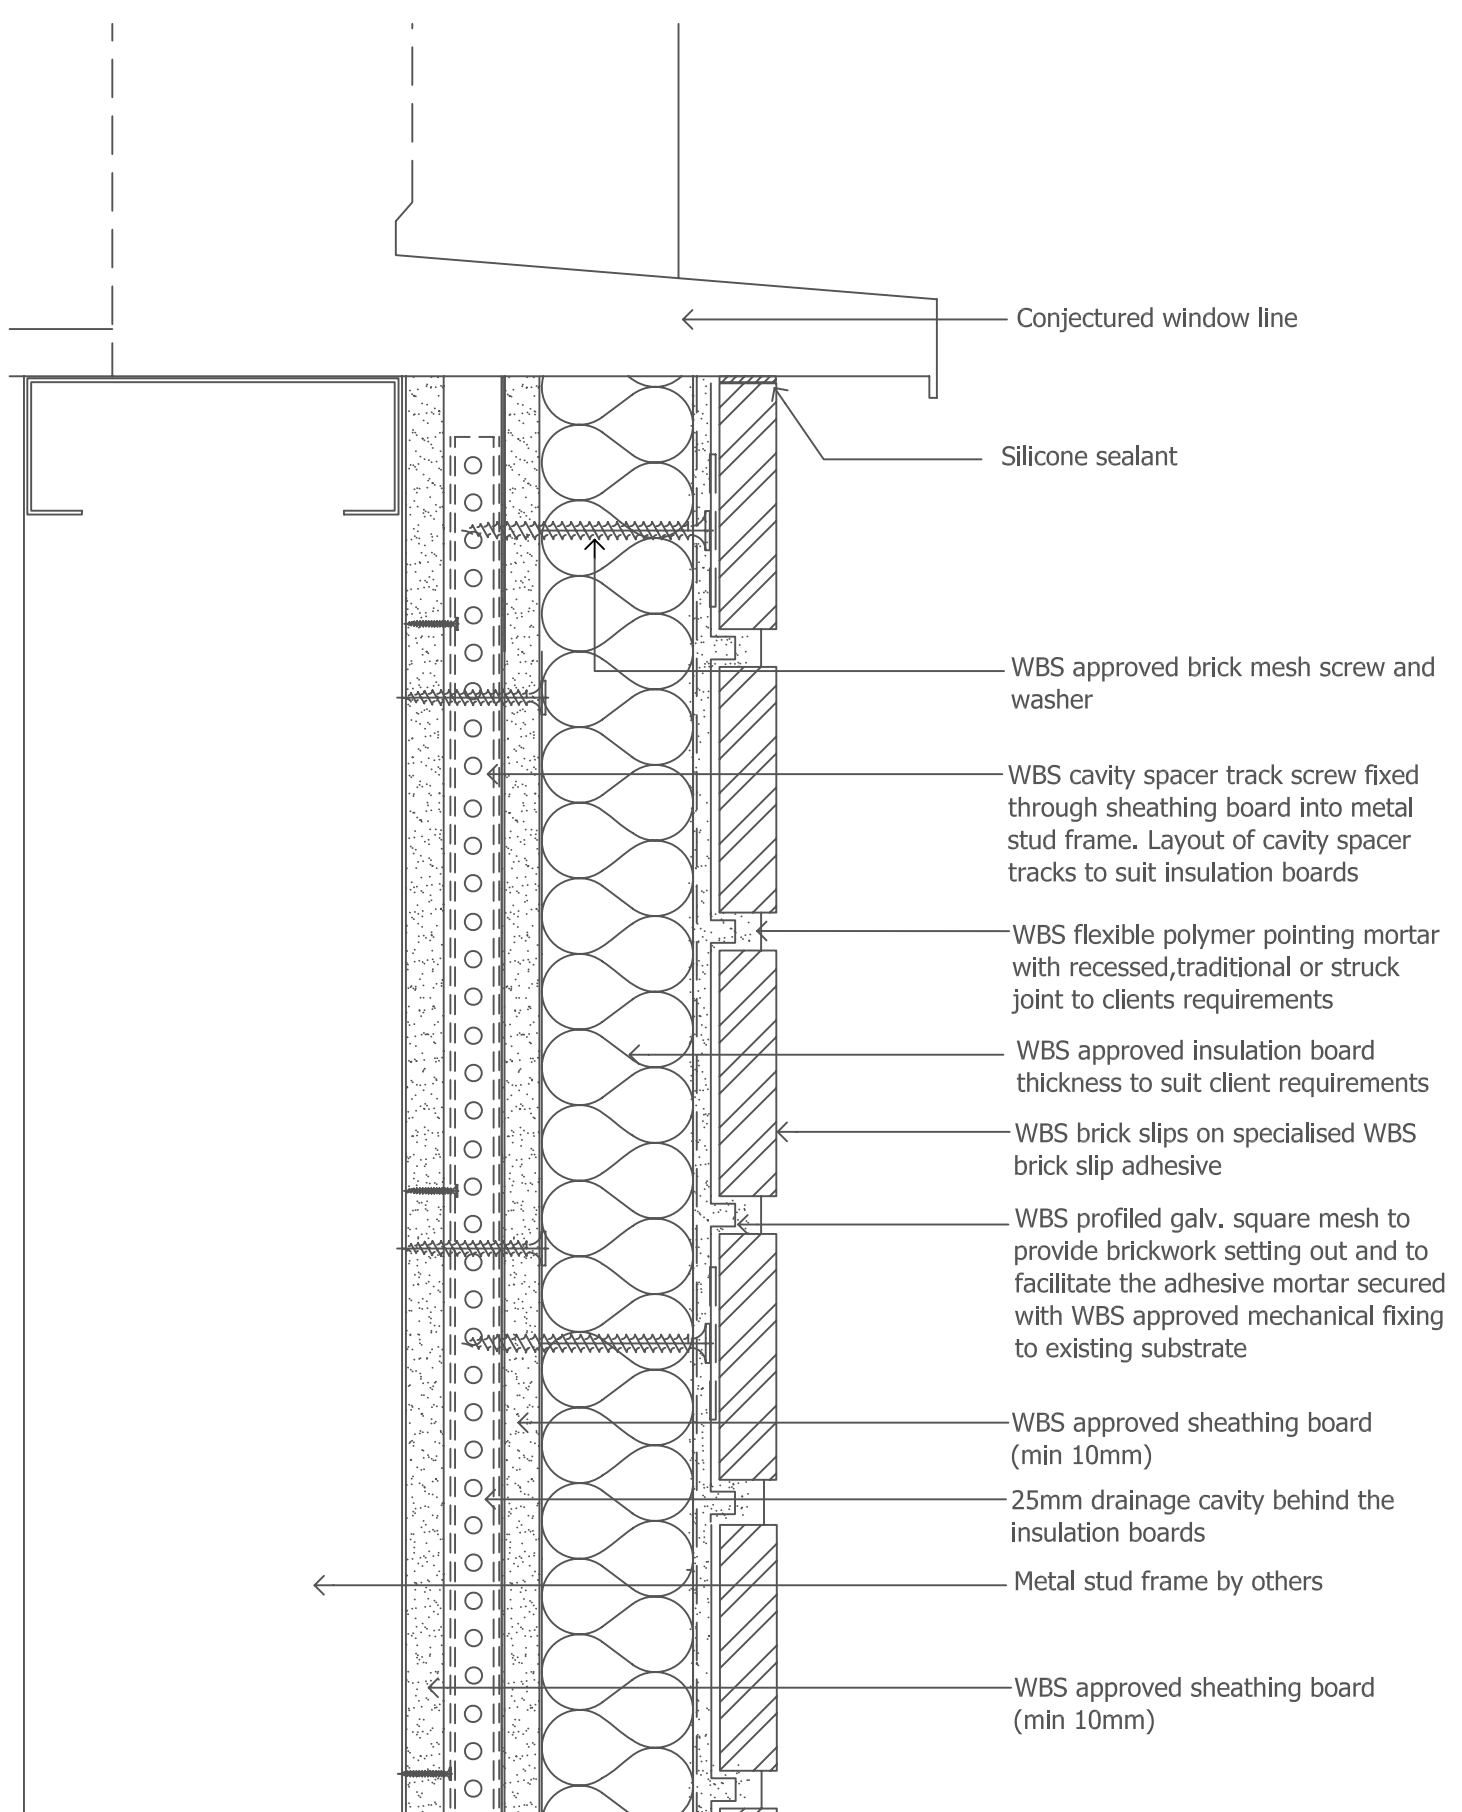 Conjectured window line
Silicone sealant
WBS approved brick mesh screw and
washer
WBS cavity spacer track screw fixed
through sheathing board into metal
stud frame. Layout of cavity spacer
tracks to suit insulation boards
WBS flexible polymer pointing mortar
with recessed,traditional or struck
joint to clients requirements
WBS approved insulation board
thickness to suit client requirements
WBS brick slips on specialised WBS
brick slip adhesive
WBS profiled galv. square mesh to
provide brickwork setting out and to
facilitate the adhesive mortar secured
with WBS approved mechanical fixing
to existing substrate
WBS approved sheathing board
(min 10mm)
25mm drainage cavity behind the
insulation boards
Metal stud frame by others
WBS approved sheathing board
(min 10mm)